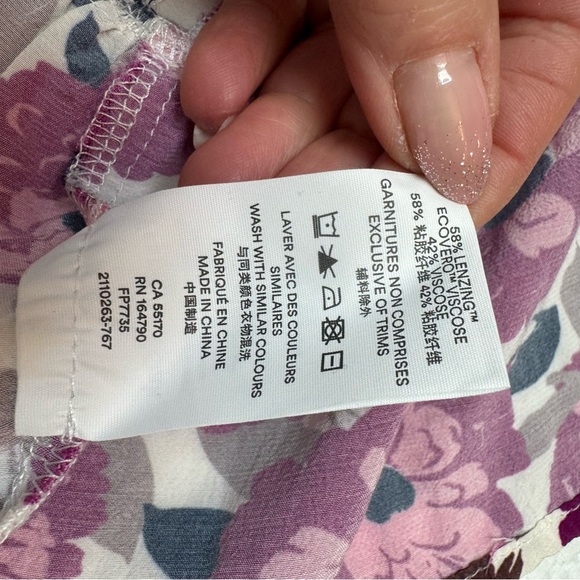 58% LENZING™
ECOVERO™ VISCOSE
42% VISCOSE
58% 粘胶纤维 42% 粘胶纤维
GARNITURES NON COMPRISES
EXCLUSIVE OF TRIMS
辅料除外
LAVER AVEC DES COULEURS
SIMILAIRES
WASH WITH SIMILAR COLOURS
与同类颜色衣物混洗
FABRIQUÉ EN CHINE
MADE IN CHINA
中国制造
CA 55170
RN 164790
FP7735
2110263-767